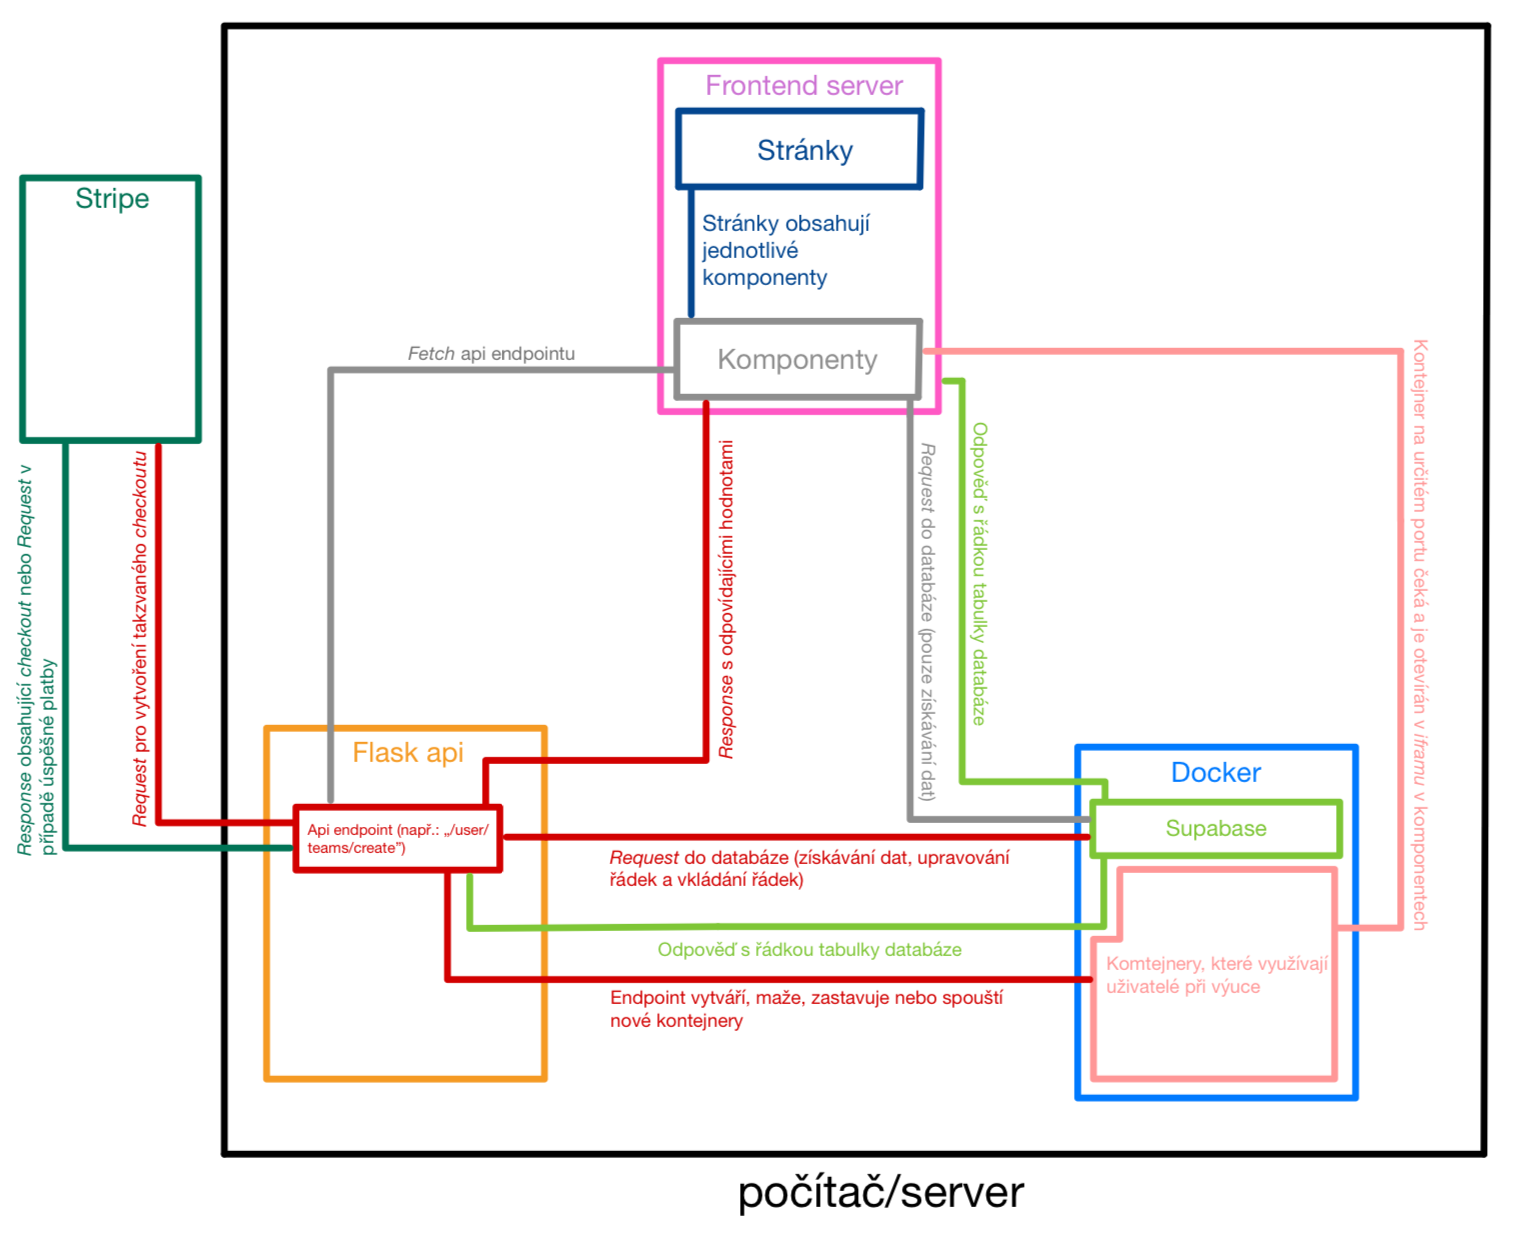 Frontend server
Stránky
Stránky obsahují
jednotlivé
komponenty
Komponenty
Stripe
Fetch api endpointu
Response obsahující checkout nebo Request v
případě úspěšné platby
Request pro vytvoření takzvaného checkoutu
Response s odpovídajícími hodnotami
Request do databáze (pouze získávání dat)
Odpověď s řádkou tabulky databáze
Kontejner na určitém portu čeká a je otevírán v iframu v komponentech
Flask api
Api endpoint (např.: „/user/
teams/create”)
Docker
Supabase
Request do databáze (získávání dat, upravování
řádek a vkládání řádek)
Odpověď s řádkou tabulky databáze
Komtejnery, které využívají
uživatelé při výuce
Endpoint vytváří, maže, zastavuje nebo spouští
nové kontejnery
počítač/server